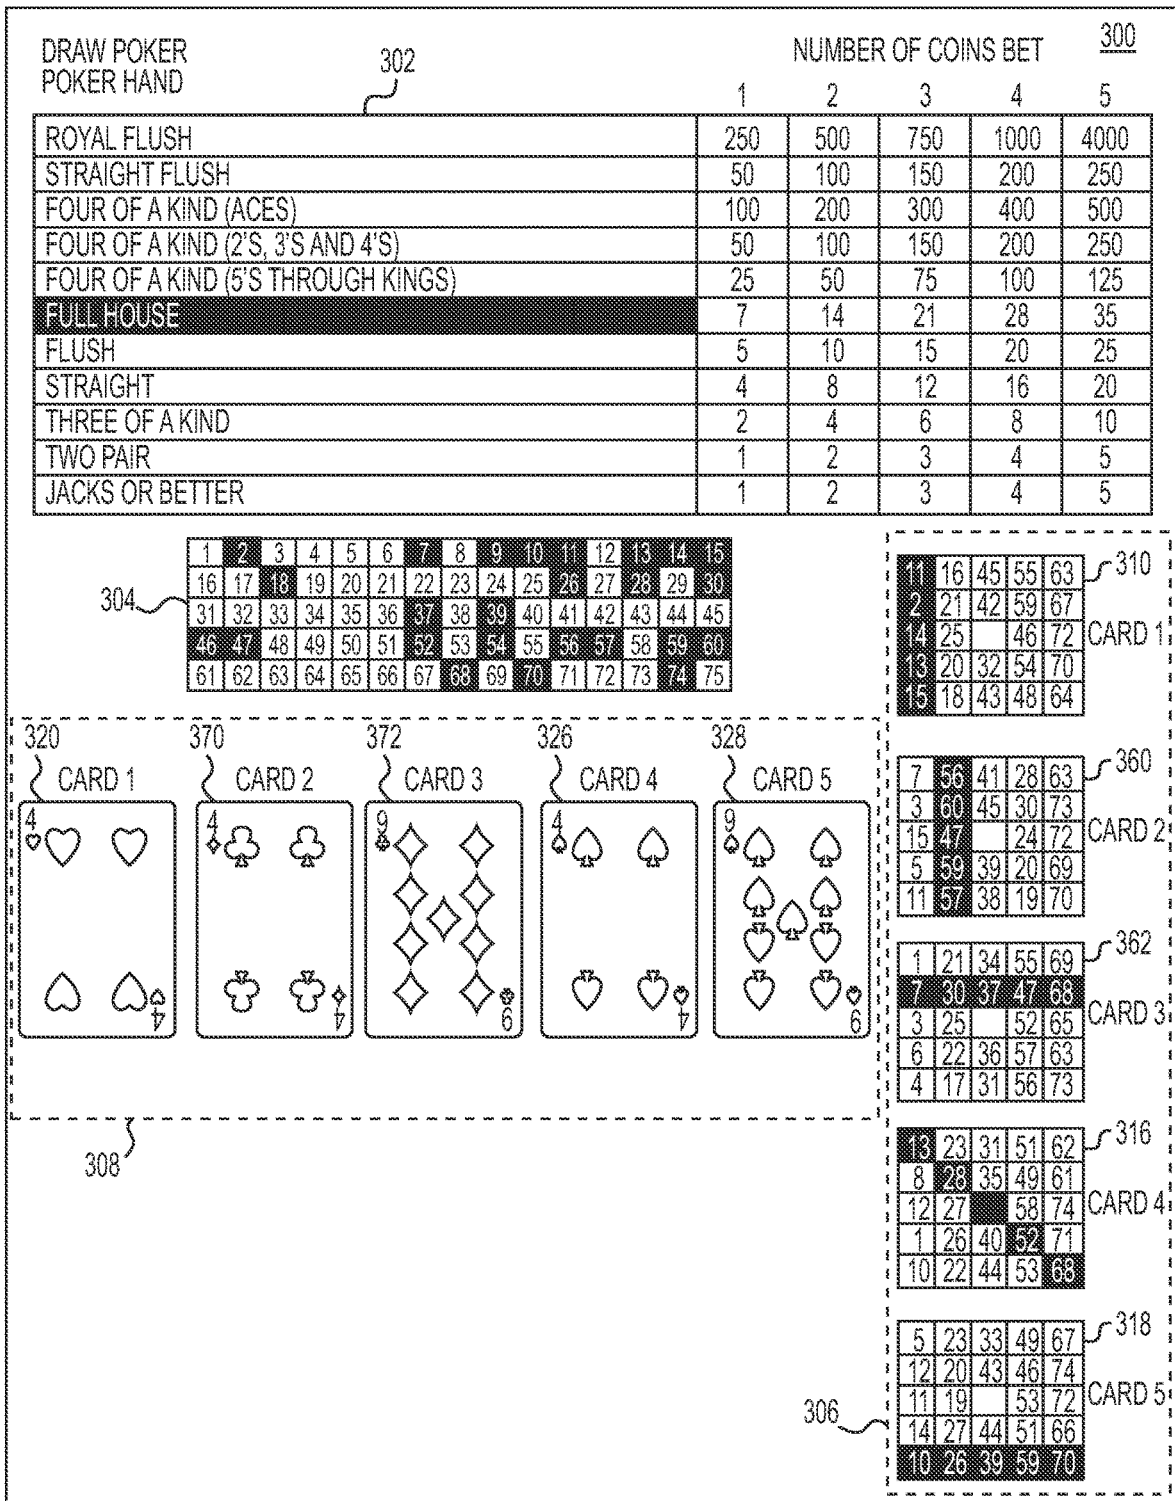 DRAW POKER
POKER HAND
302
NUMBER OF COINS BET
300
1 2 3 4 5
ROYAL FLUSH 250 500 750 1000 4000
STRAIGHT FLUSH 50 100 150 200 250
FOUR OF A KIND (ACES) 100 200 300 400 500
FOUR OF A KIND (2'S, 3'S AND 4'S) 50 100 150 200 250
FOUR OF A KIND (5'S THROUGH KINGS) 25 50 75 100 125
FULL HOUSE 7 14 21 28 35
FLUSH 5 10 15 20 25
STRAIGHT 4 8 12 16 20
THREE OF A KIND 2 4 6 8 10
TWO PAIR 1 2 3 4 5
JACKS OR BETTER 1 2 3 4 5
304
1 2 3 4 5 6 7 8 9 10 11 12 13 14 15
16 17 18 19 20 21 22 23 24 25 26 27 28 29 30
31 32 33 34 35 36 37 38 39 40 41 42 43 44 45
46 47 48 49 50 51 52 53 54 55 56 57 58 59 60
61 62 63 64 65 66 67 68 69 70 71 72 73 74 75
310
11 16 45 55 63
2 21 42 59 67
14 25 46 72
13 20 32 54 70
15 18 43 48 64
CARD 1
320 370 372 326 328
CARD 1 CARD 2 CARD 3 CARD 4 CARD 5
4 4 9 4 9
4 4 9 4 9
308
360
7 56 41 28 63
3 60 45 30 73
15 47 24 72
5 59 39 20 69
11 57 38 19 70
CARD 2
362
1 21 34 55 69
7 30 37 47 68
3 25 52 65
6 22 36 57 63
4 17 31 56 73
CARD 3
316
13 23 31 51 62
8 28 35 49 61
12 27 58 74
1 26 40 52 71
10 22 44 53 68
CARD 4
318
5 23 33 49 67
12 20 43 46 74
11 19 53 72
14 27 44 51 66
10 26 39 59 70
CARD 5
306